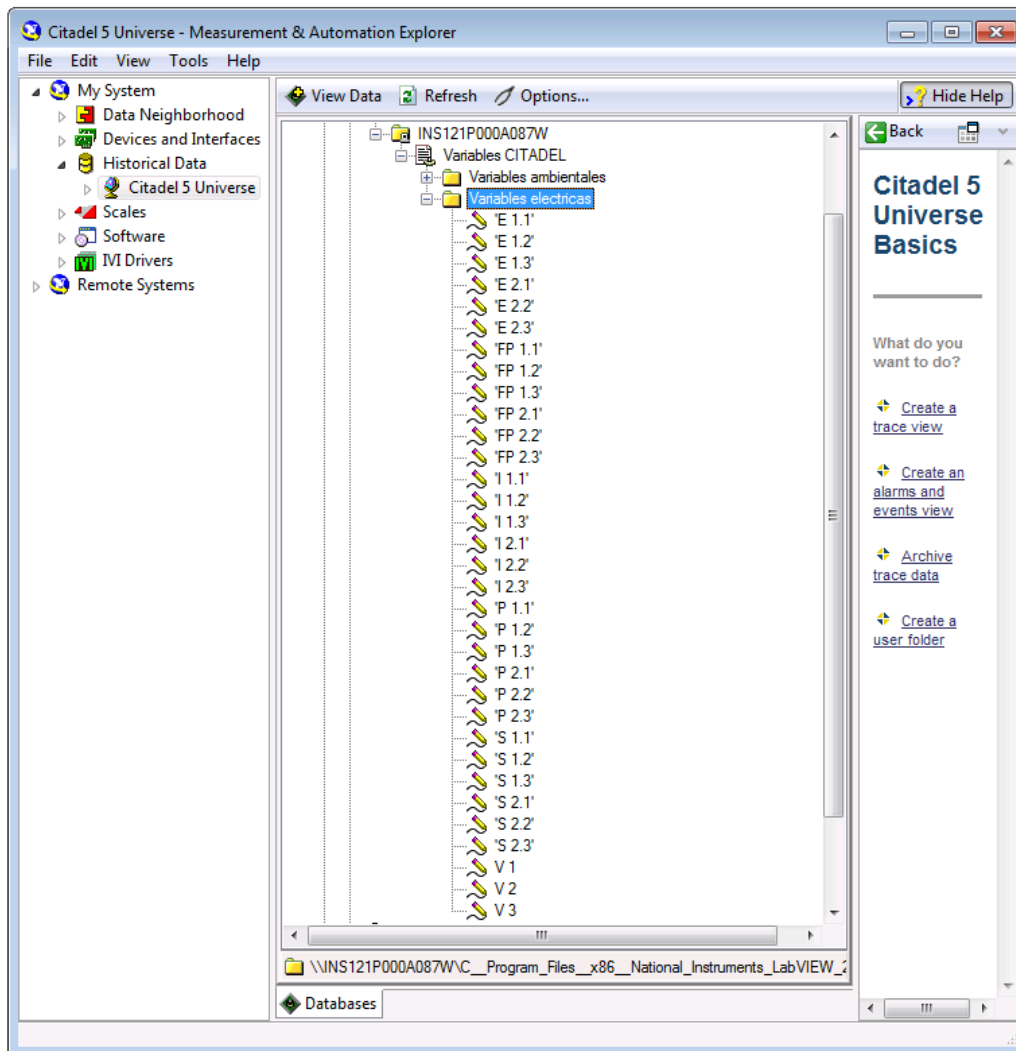 Citadel 5 Universe - Measurement & Automation Explorer
File Edit View Tools Help
My System
Data Neighborhood
Devices and Interfaces
Historical Data
Citadel 5 Universe
Scales
Software
IVI Drivers
Remote Systems
View Data Refresh Options... Hide Help
INS121P000A087W
Variables CITADEL
Variables ambientales
Variables electricas
'E 1.1'
'E 1.2'
'E 1.3'
'E 2.1'
'E 2.2'
'E 2.3'
'FP 1.1'
'FP 1.2'
'FP 1.3'
'FP 2.1'
'FP 2.2'
'FP 2.3'
'I 1.1'
'I 1.2'
'I 1.3'
'I 2.1'
'I 2.2'
'I 2.3'
'P 1.1'
'P 1.2'
'P 1.3'
'P 2.1'
'P 2.2'
'P 2.3'
'S 1.1'
'S 1.2'
'S 1.3'
'S 2.1'
'S 2.2'
'S 2.3'
V 1
V 2
V 3
\\INS121P000A087W\C__Program_Files__x86__National_Instruments_LabVIEW_2
Databases
Back
Citadel 5
Universe
Basics
What do you
want to do?
Create a
trace view
Create an
alarms and
events view
Archive
trace data
Create a
user folder